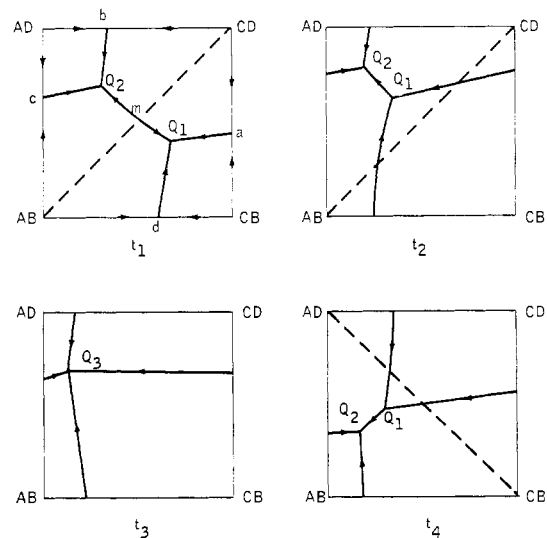 AD b CD
Q2
c m Q1 a
AB d CB
t1
AD CD
Q2 Q1
AB CB
t2
AD CD
Q3
AB CB
t3
AD CD
Q2 Q1
AB CB
t4